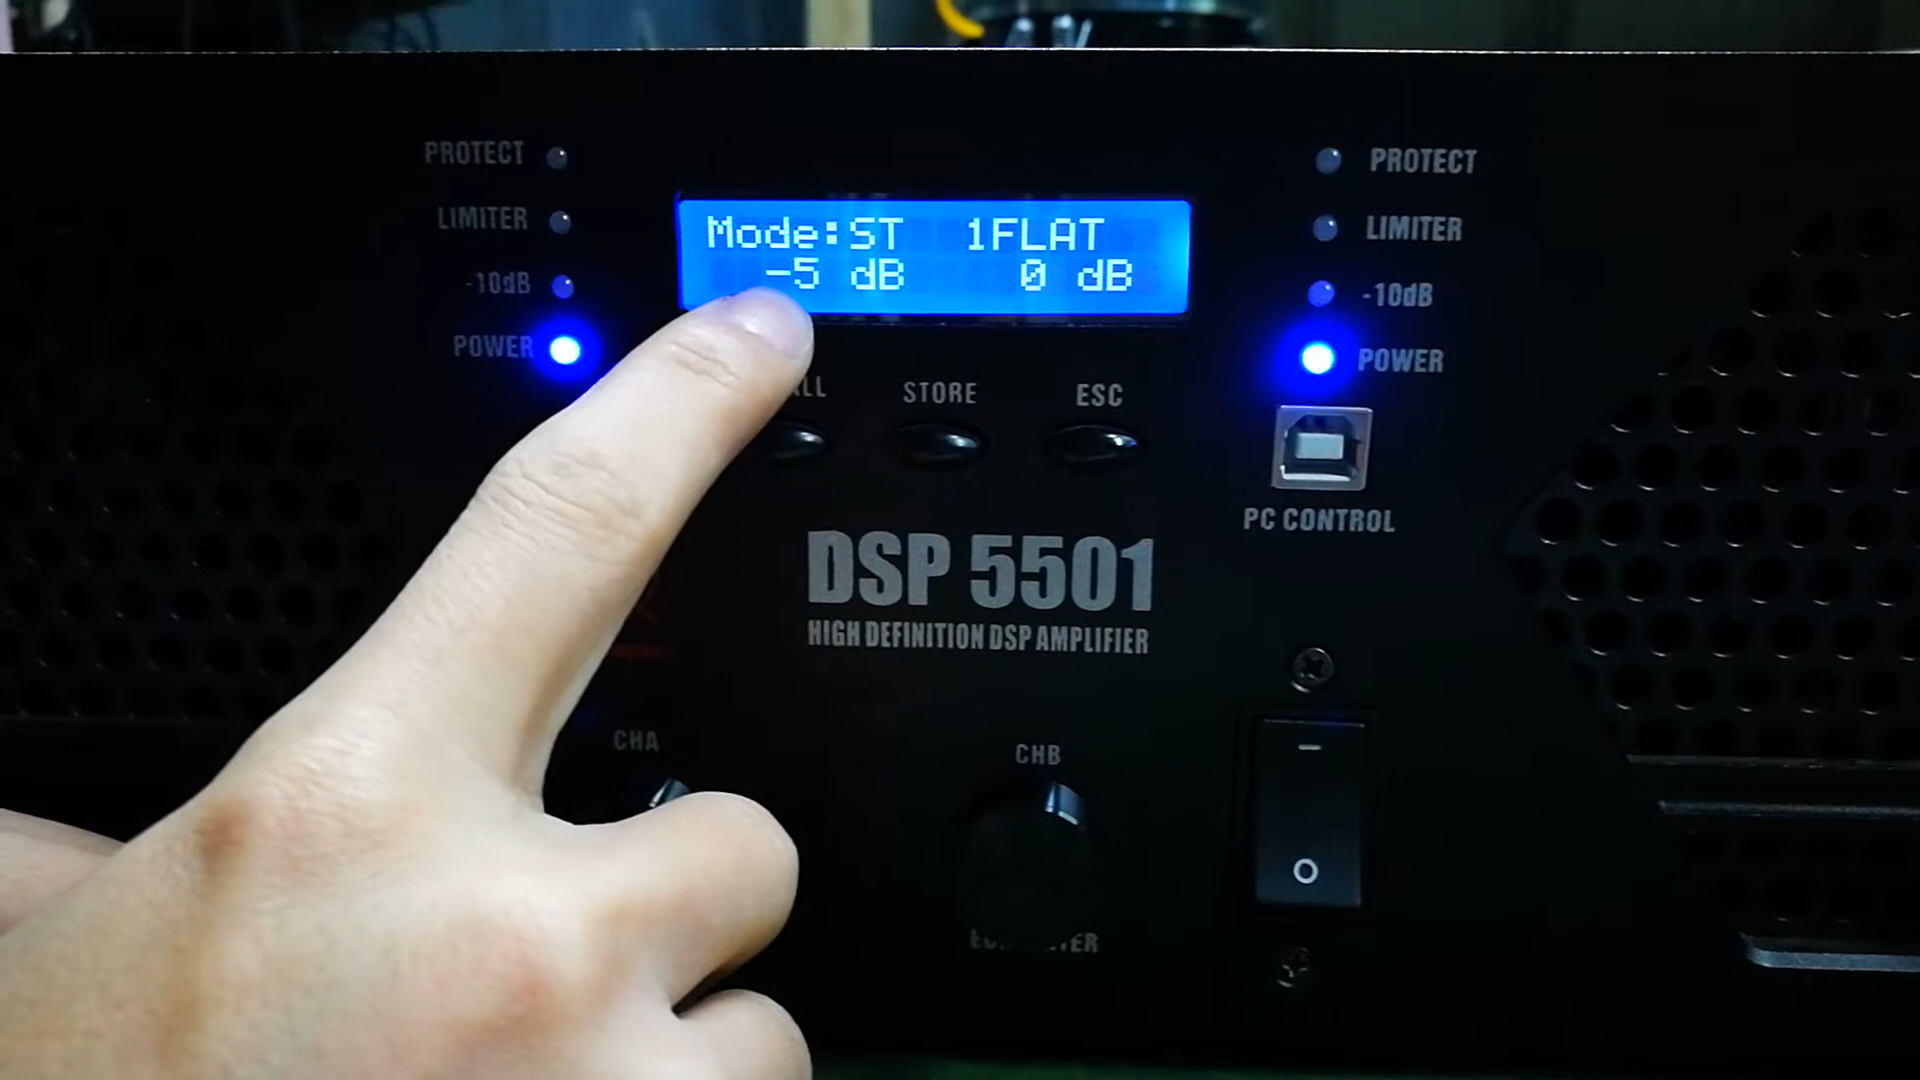 PROTECT
LIMITER
-10dB
POWER
Mode:ST 1FLAT
-5 dB 0 dB
PROTECT
LIMITER
-10dB
POWER
STORE
ESC
PC CONTROL
DSP 5501
HIGH DEFINITION DSP AMPLIFIER
CHA
CHB